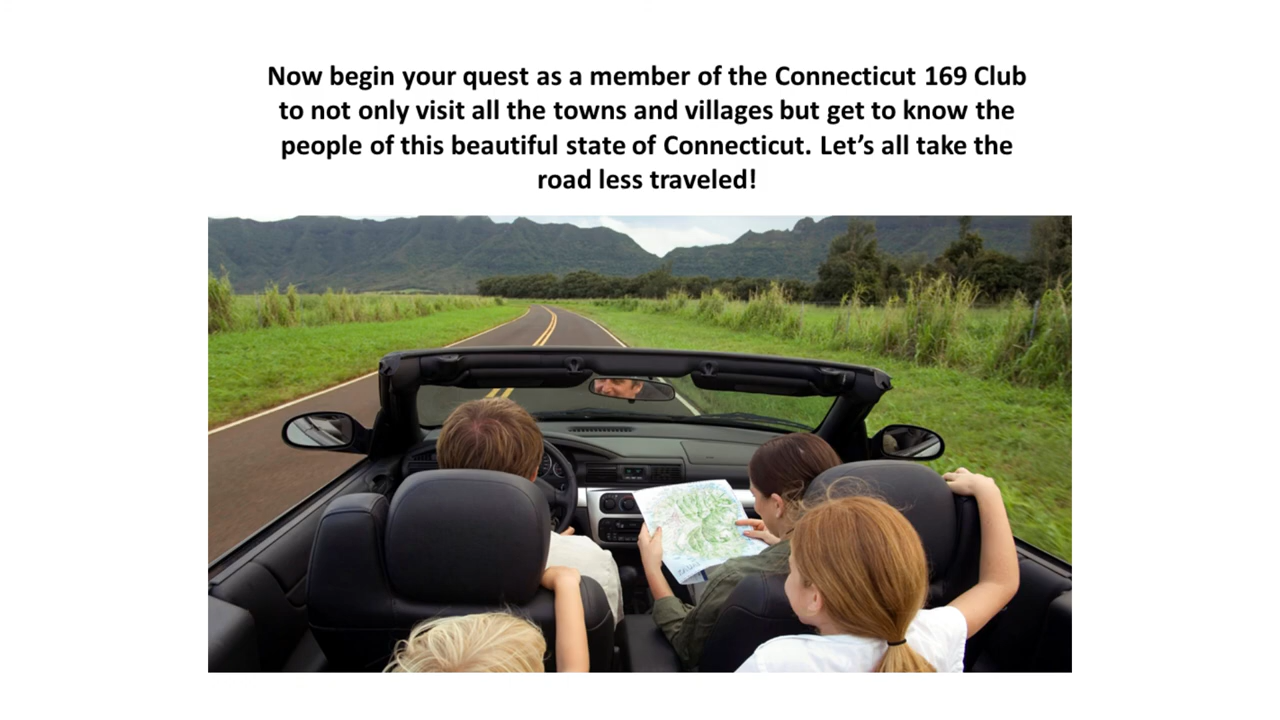 Now begin your quest as a member of the Connecticut 169 Club
to not only visit all the towns and villages but get to know the
people of this beautiful state of Connecticut. Let’s all take the
road less traveled!